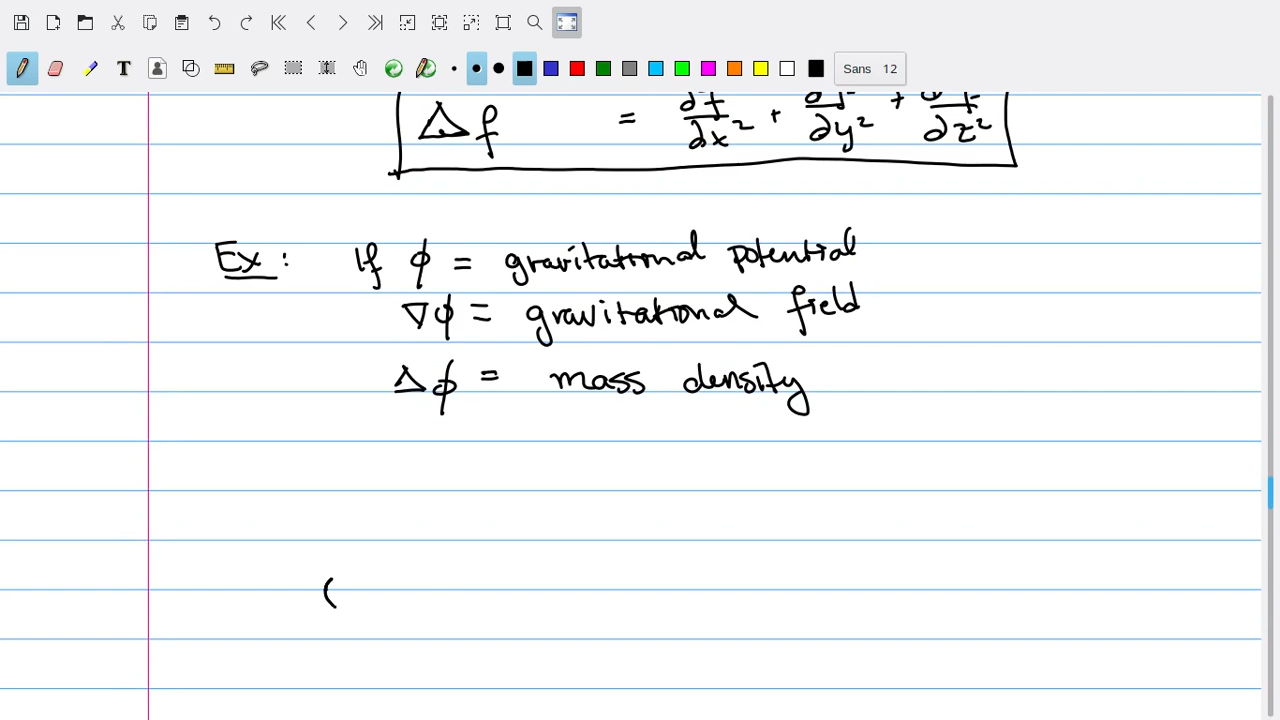 Sans 12
Δf = ∂²f/∂x² + ∂²f/∂y² + ∂²f/∂z²
Ex: If ϕ = gravitational potential
∇ϕ = gravitational field
Δϕ = mass density
(